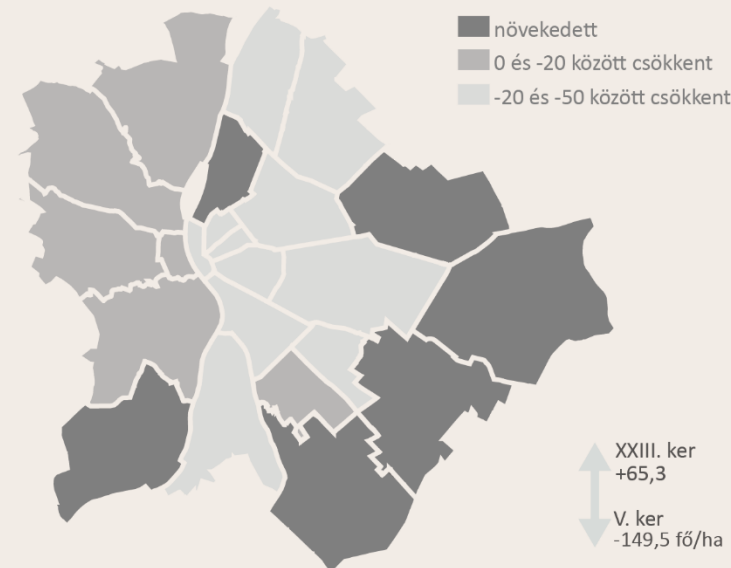 növekedett
0 és -20 között csökkent
-20 és -50 között csökkent
XXIII. ker
+65,3
V. ker
-149,5 fő/ha